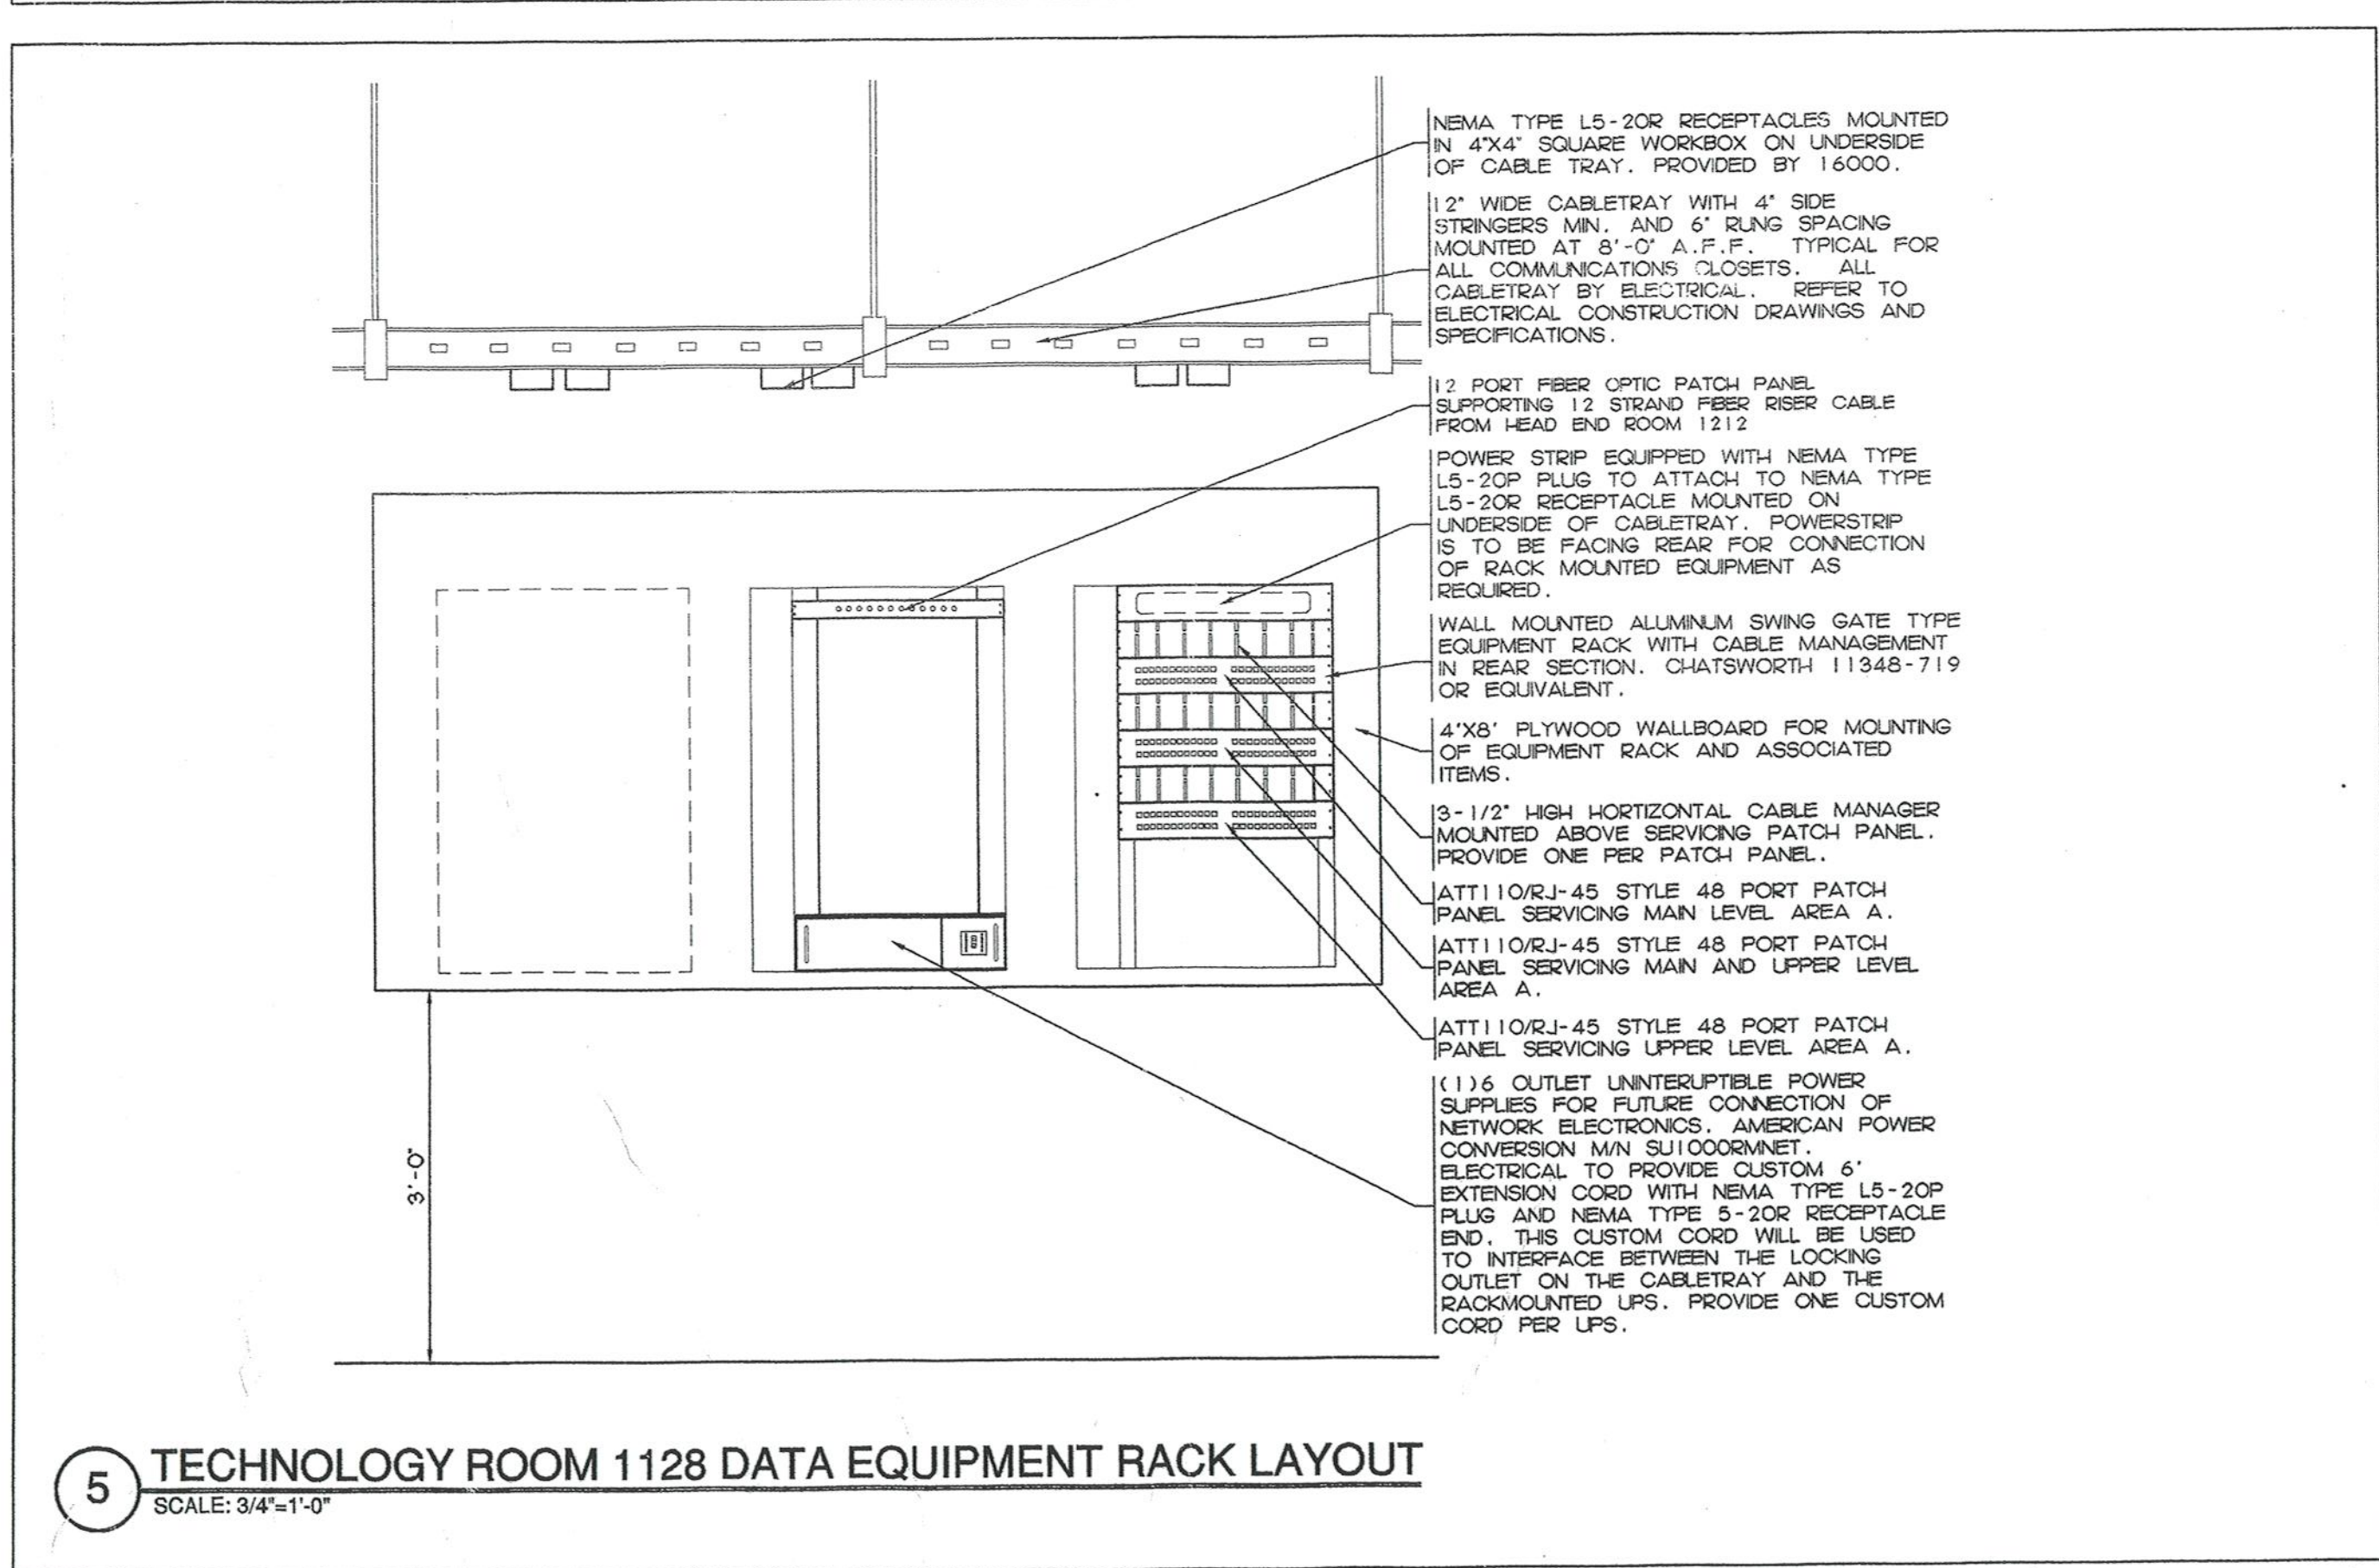 NEMA TYPE L5-20R RECEPTACLES MOUNTED
IN 4"X4" SQUARE WORKBOX ON UNDERSIDE
OF CABLE TRAY. PROVIDED BY 16000.
12" WIDE CABLETRAY WITH 4" SIDE
STRINGERS MIN. AND 6" RUNG SPACING
MOUNTED AT 8'-0" A.F.F. TYPICAL FOR
ALL COMMUNICATIONS CLOSETS. ALL
CABLETRAY BY ELECTRICAL. REFER TO
ELECTRICAL CONSTRUCTION DRAWINGS AND
SPECIFICATIONS.
12 PORT FIBER OPTIC PATCH PANEL
SUPPORTING 12 STRAND FIBER RISER CABLE
FROM HEAD END ROOM 1212
POWER STRIP EQUIPPED WITH NEMA TYPE
L5-20P PLUG TO ATTACH TO NEMA TYPE
L5-20R RECEPTACLE MOUNTED ON
UNDERSIDE OF CABLETRAY. POWERSTRIP
IS TO BE FACING REAR FOR CONNECTION
OF RACK MOUNTED EQUIPMENT AS
REQUIRED.
WALL MOUNTED ALUMINUM SWING GATE TYPE
EQUIPMENT RACK WITH CABLE MANAGEMENT
IN REAR SECTION. CHATSWORTH 11348-719
OR EQUIVALENT.
4'X8' PLYWOOD WALLBOARD FOR MOUNTING
OF EQUIPMENT RACK AND ASSOCIATED
ITEMS.
3-1/2" HIGH HORTIZONTAL CABLE MANAGER
MOUNTED ABOVE SERVICING PATCH PANEL.
PROVIDE ONE PER PATCH PANEL.
ATT110/RJ-45 STYLE 48 PORT PATCH
PANEL SERVICING MAIN LEVEL AREA A.
ATT110/RJ-45 STYLE 48 PORT PATCH
PANEL SERVICING MAIN AND UPPER LEVEL
AREA A.
ATT110/RJ-45 STYLE 48 PORT PATCH
PANEL SERVICING UPPER LEVEL AREA A.
(1)6 OUTLET UNINTERUPTIBLE POWER
SUPPLIES FOR FUTURE CONNECTION OF
NETWORK ELECTRONICS. AMERICAN POWER
CONVERSION M/N SU1000RMNET.
ELECTRICAL TO PROVIDE CUSTOM 6'
EXTENSION CORD WITH NEMA TYPE L5-20P
PLUG AND NEMA TYPE 5-20R RECEPTACLE
END. THIS CUSTOM CORD WILL BE USED
TO INTERFACE BETWEEN THE LOCKING
OUTLET ON THE CABLETRAY AND THE
RACKMOUNTED UPS. PROVIDE ONE CUSTOM
CORD PER UPS.
3'-0"
5 TECHNOLOGY ROOM 1128 DATA EQUIPMENT RACK LAYOUT
SCALE: 3/4"=1'-0"